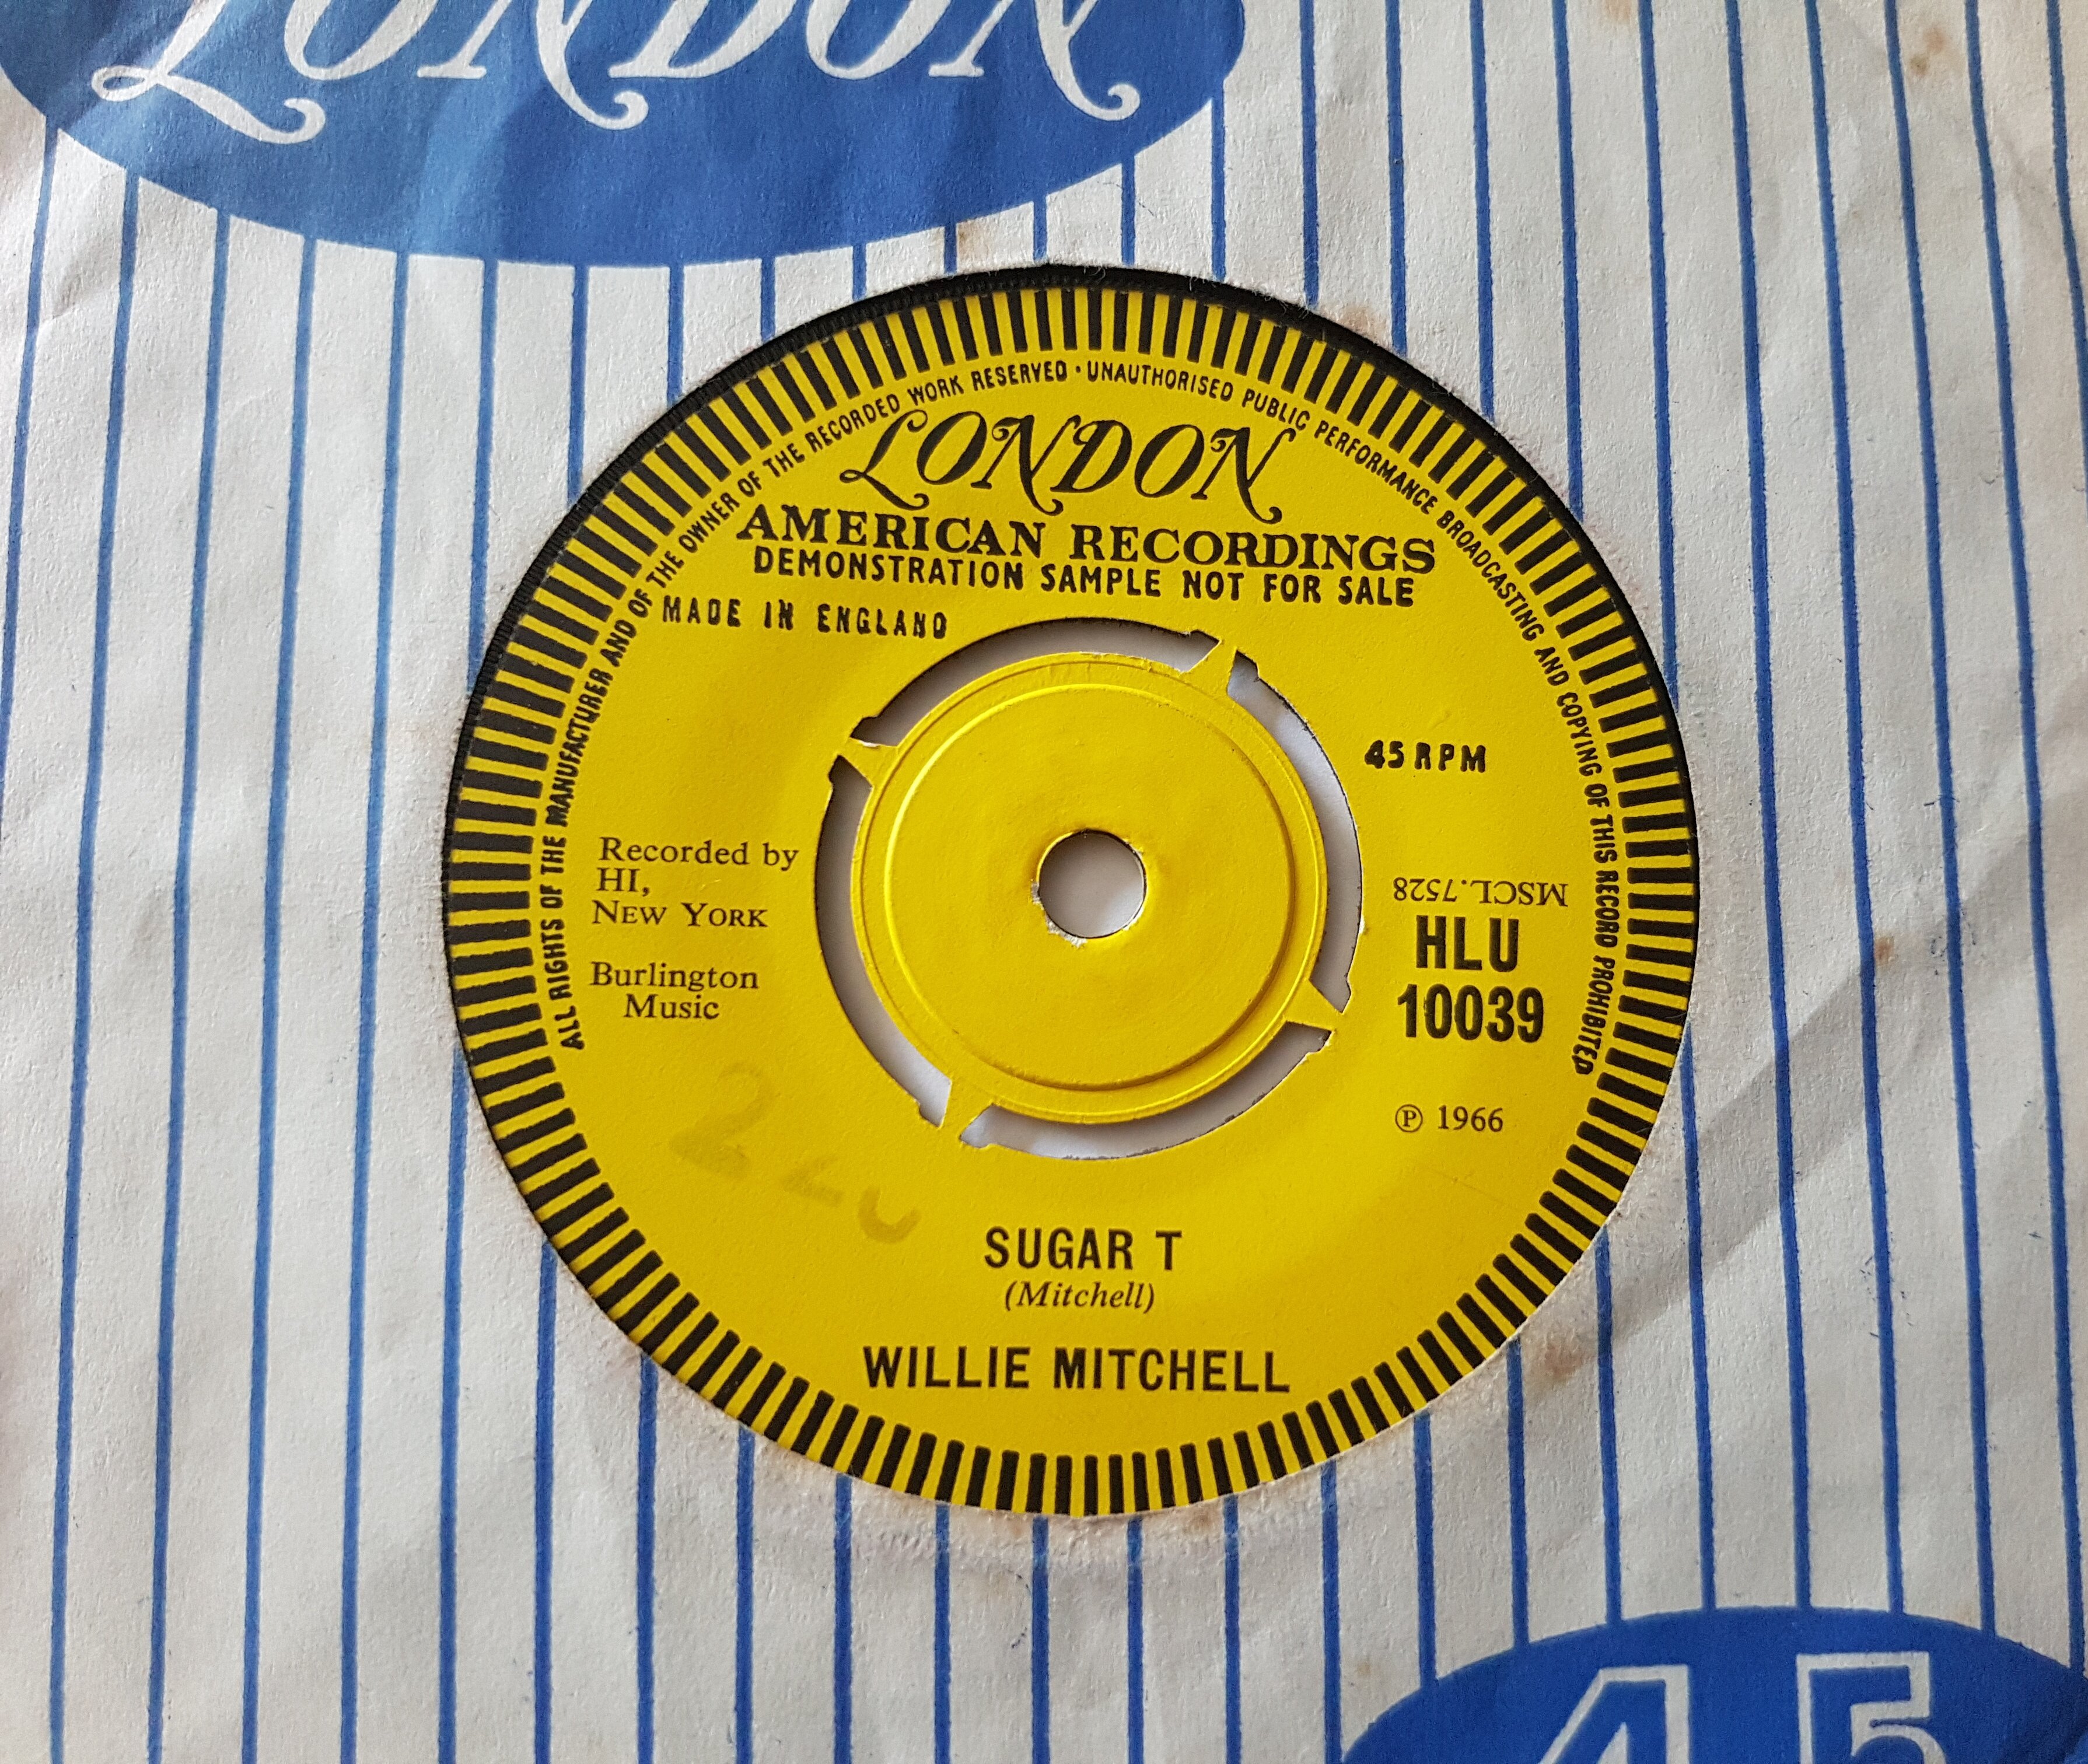 LONDON
ALL RIGHTS OF THE MANUFACTURER AND OF THE OWNER OF THE RECORDED WORK RESERVED · UNAUTHORISED PUBLIC PERFORMANCE BROADCASTING AND COPYING OF THIS RECORD PROHIBITED
LONDON
AMERICAN RECORDINGS
DEMONSTRATION SAMPLE NOT FOR SALE
MADE IN ENGLAND
45 RPM
Recorded by
HI,
NEW YORK
Burlington
Music
MSCL.7528
HLU
10039
℗ 1966
SUGAR T
(Mitchell)
WILLIE MITCHELL
45